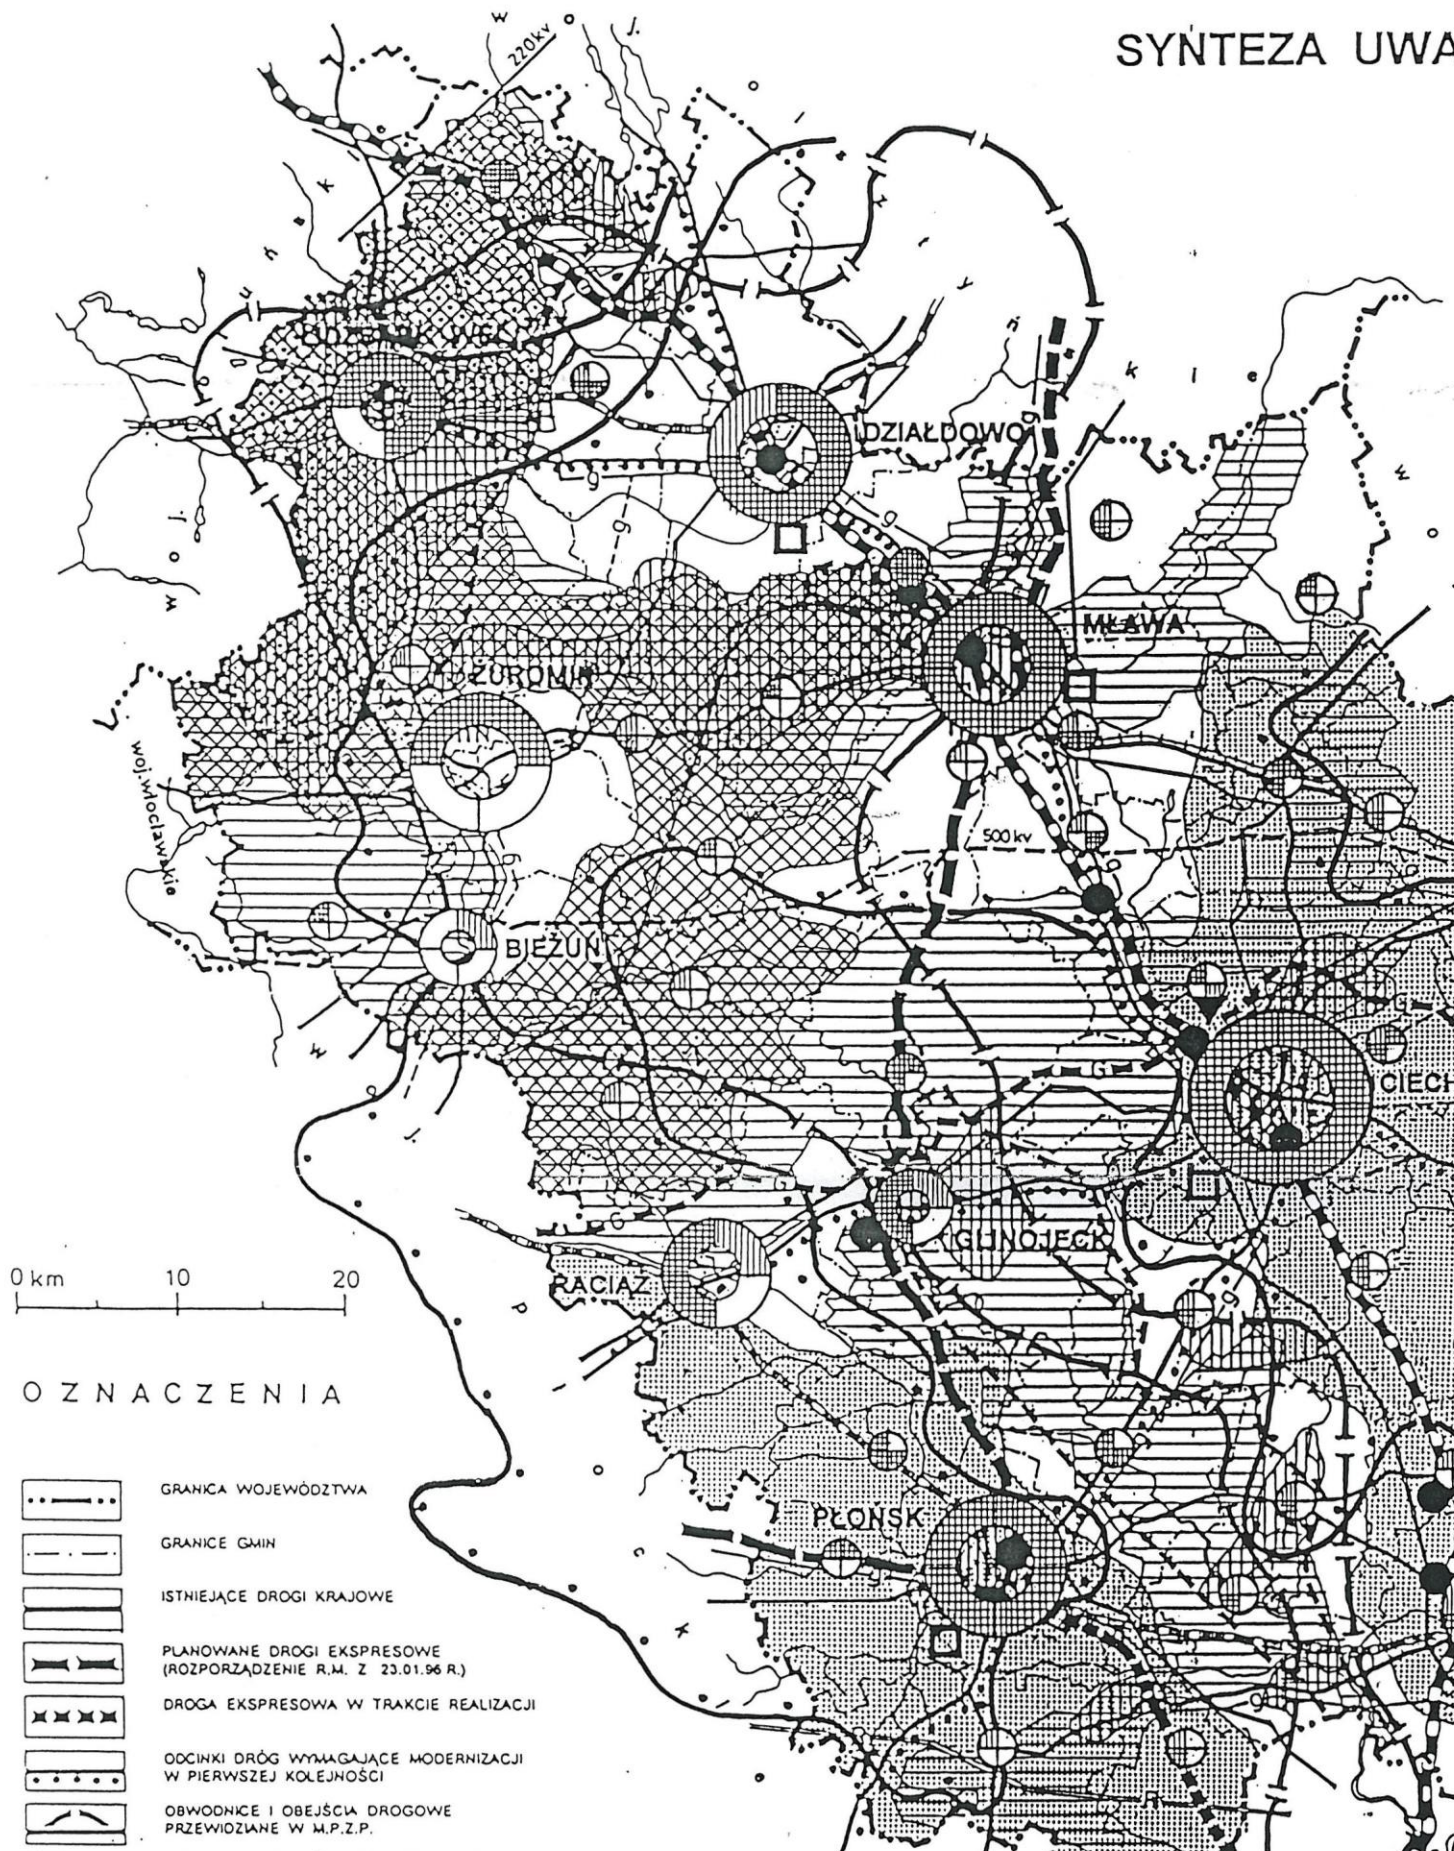 SYNTEZA UWA
220kv
DZIAŁDOWO
MŁAWA
ŻUROMIN
woj.włocławskie
500 kv
BIEŻUŃ
CIECI
GLINOJECK
RACIĄŻ
0 km 10 20
PŁOŃSK
OZNACZENIA
GRANICA WOJEWÓDZTWA
GRANICE GMIN
ISTNIEJĄCE DROGI KRAJOWE
PLANOWANE DROGI EKSPRESOWE
(ROZPORZĄDZENIE R.M. Z 23.01.96 R.)
DROGA EKSPRESOWA W TRAKCIE REALIZACJI
ODCINKI DRÓG WYMAGAJĄCE MODERNIZACJI
W PIERWSZEJ KOLEJNOŚCI
OBWODNICE I OBEJŚCIA DROGOWE
PRZEWIDZIANE W M.P.Z.P.